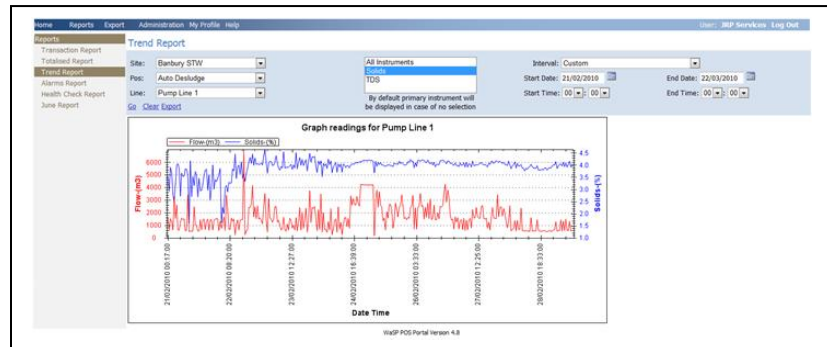 Home Reports Export Administration My Profile Help User: JRP Services Log Out
Reports
Transaction Report
Totalised Report
Trend Report
Alarms Report
Health Check Report
June Report
Trend Report
Site: Banbury STW
Pos: Auto Desludge
Line: Pump Line 1
Go Clear Export
All Instruments
Solids
TDS
By default primary instrument will
be displayed in case of no selection
Interval: Custom
Start Date: 21/02/2010 End Date: 22/03/2010
Start Time: 00 : 00 End Time: 00 : 00
Graph readings for Pump Line 1
Flow-(m3) Solids-(%)
Flow-(m3)
6000
5000
4000
3000
2000
1000
0
4.5
4.0
3.5
3.0
2.5
2.0
1.5
1.0
Solids-(%)
21/02/2010 00:17:00
22/02/2010 08:20:00
23/02/2010 12:27:00
24/02/2010 16:39:00
26/02/2010 03:33:00
27/02/2010 12:25:00
28/02/2010 18:33:00
Date Time
WaSP POS Portal Version 4.8